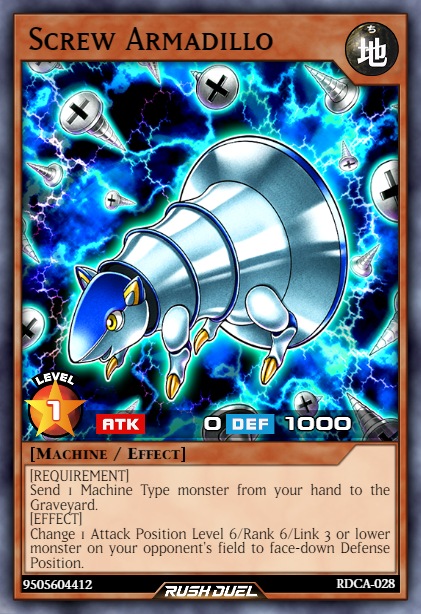 Screw Armadillo
ち
地
LEVEL
1
ATK 0 DEF 1000
[Machine / Effect]
[REQUIREMENT]
Send 1 Machine Type monster from your hand to the
Graveyard.
[EFFECT]
Change 1 Attack Position Level 6/Rank 6/Link 3 or lower
monster on your opponent's field to face-down Defense
Position.
9505604412
RUSH DUEL
RDCA-028